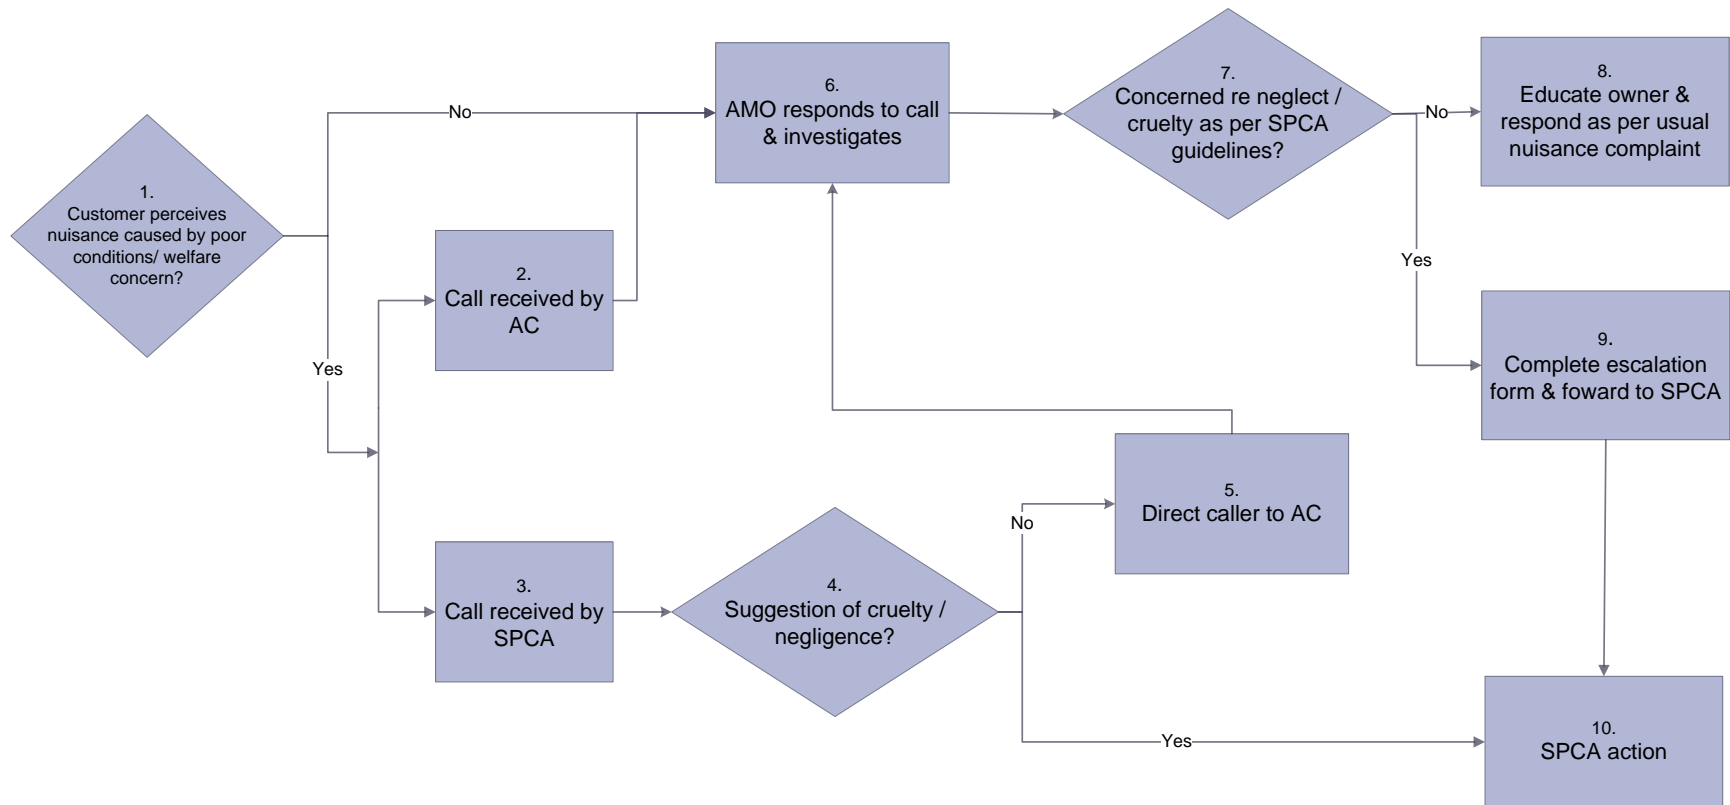 1.
Customer perceives
nuisance caused by poor
conditions/ welfare
concern?
No
Yes
2.
Call received by
AC
3.
Call received by
SPCA
4.
Suggestion of cruelty /
negligence?
No
Yes
5.
Direct caller to AC
6.
AMO responds to call
& investigates
7.
Concerned re neglect /
cruelty as per SPCA
guidelines?
No
Yes
8.
Educate owner &
respond as per usual
nuisance complaint
9.
Complete escalation
form & foward to SPCA
10.
SPCA action